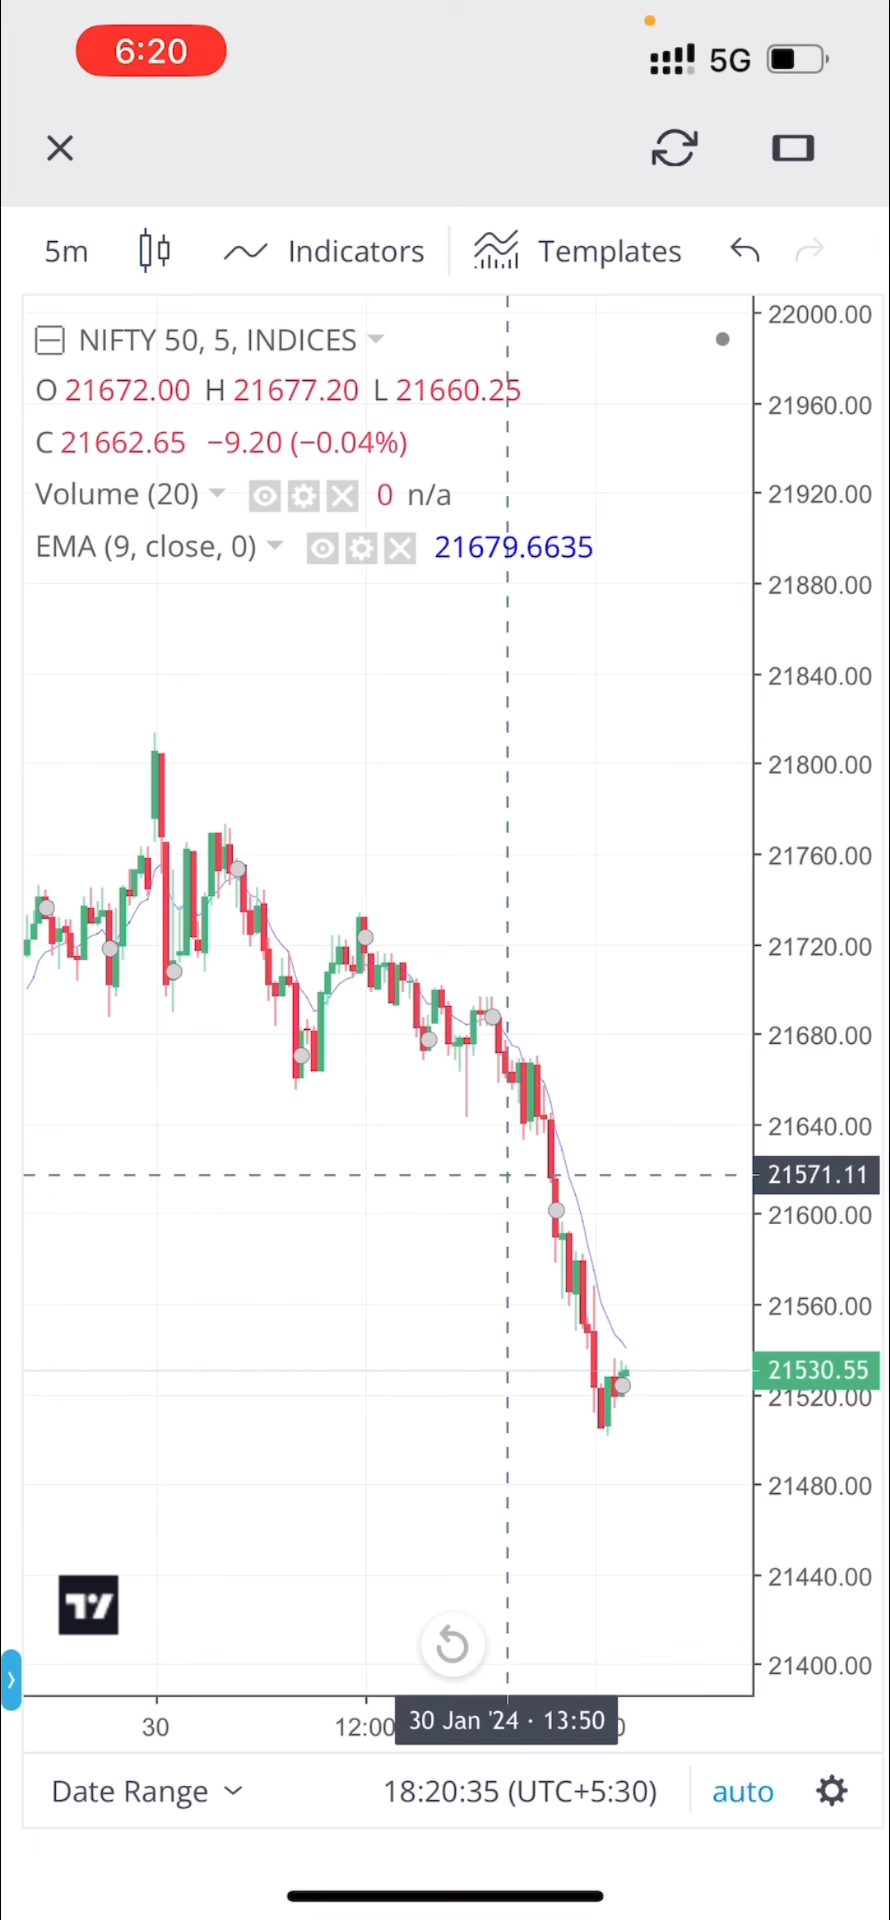 6:20
5G
5m Indicators Templates
NIFTY 50, 5, INDICES
O 21672.00 H 21677.20 L 21660.25
C 21662.65 −9.20 (−0.04%)
Volume (20) 0 n/a
EMA (9, close, 0) 21679.6635
22000.00
21960.00
21920.00
21880.00
21840.00
21800.00
21760.00
21720.00
21680.00
21640.00
21571.11
21600.00
21560.00
21530.55
21520.00
21480.00
21440.00
21400.00
30 12:00 30 Jan '24 · 13:50
Date Range 18:20:35 (UTC+5:30) auto